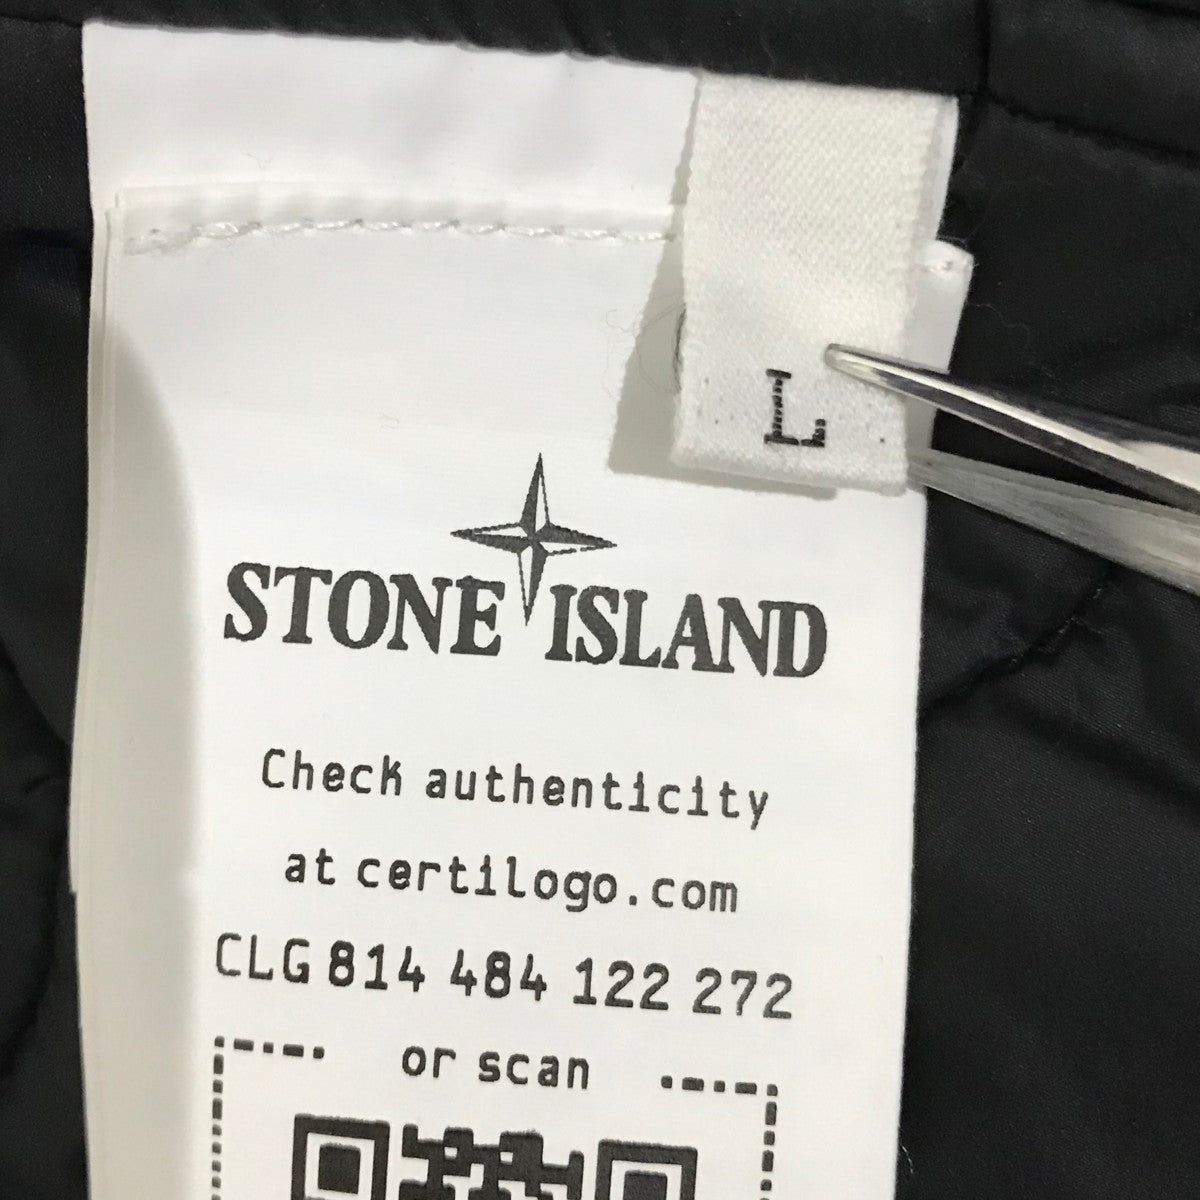 L
STONE ISLAND
Check authenticity
at certilogo.com
CLG 814 484 122 272
or scan